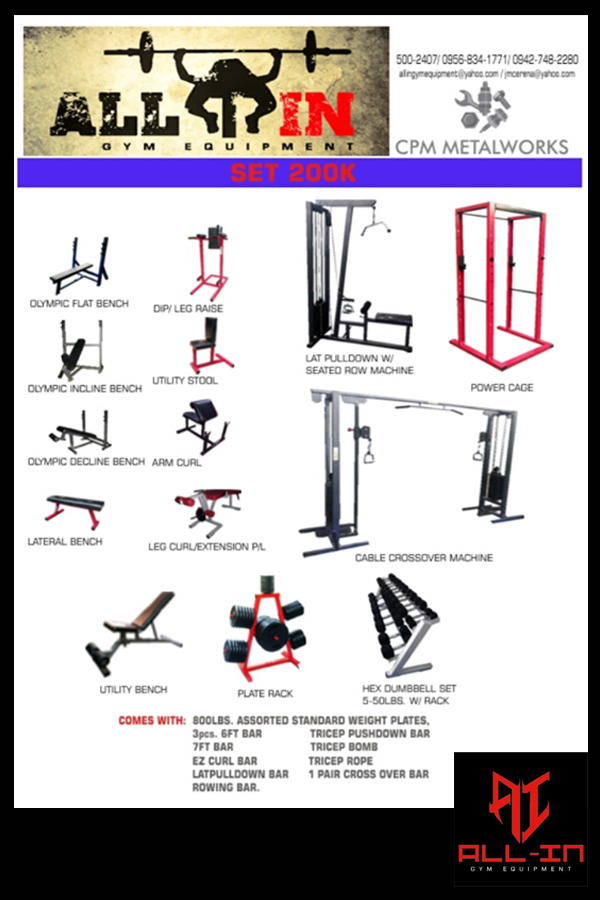 500-2407/ 0956-834-1771/ 0942-748-2280
allingymequipment@yahoo.com / jmcerena@yahoo.com
ALL IN
GYM EQUIPMENT
CPM METALWORKS
SET 200K
OLYMPIC FLAT BENCH
DIP/ LEG RAISE
LAT PULLDOWN W/
SEATED ROW MACHINE
POWER CAGE
OLYMPIC INCLINE BENCH
UTILITY STOOL
OLYMPIC DECLINE BENCH
ARM CURL
LATERAL BENCH
LEG CURL/EXTENSION P/L
CABLE CROSSOVER MACHINE
UTILITY BENCH
PLATE RACK
HEX DUMBBELL SET
5-50LBS. W/ RACK
COMES WITH: 800LBS. ASSORTED STANDARD WEIGHT PLATES,
3pcs. 6FT BAR TRICEP PUSHDOWN BAR
7FT BAR TRICEP BOMB
EZ CURL BAR TRICEP ROPE
LATPULLDOWN BAR 1 PAIR CROSS OVER BAR
ROWING BAR.
AI
ALL-IN
GYM EQUIPMENT